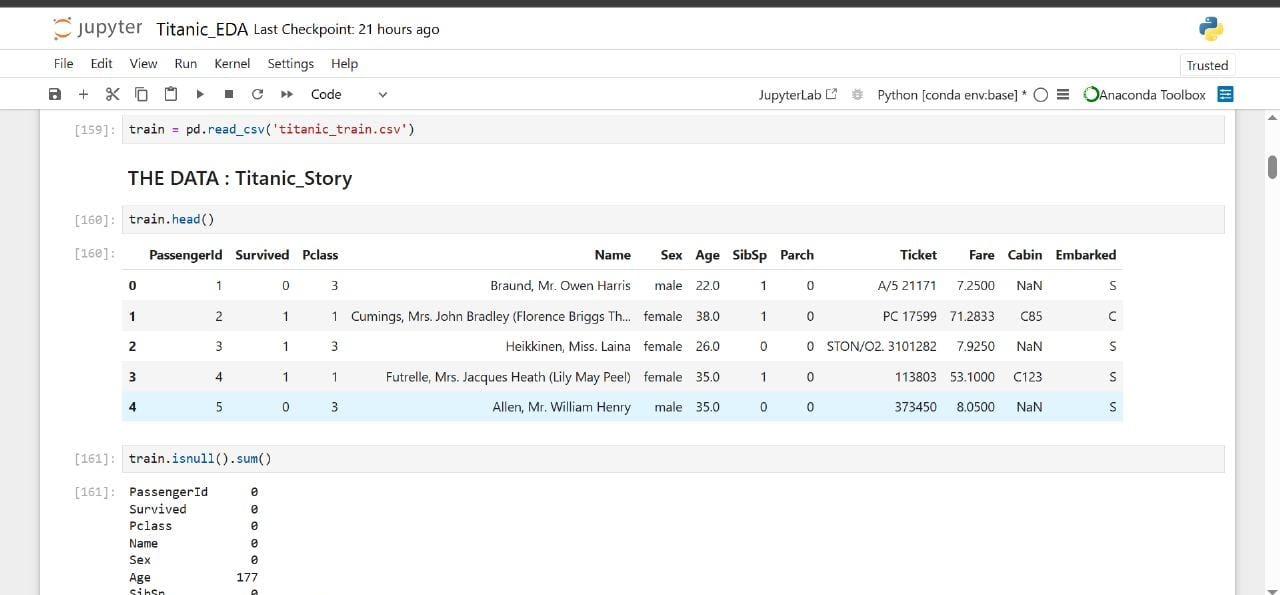 jupyter Titanic_EDA Last Checkpoint: 21 hours ago
File Edit View Run Kernel Settings Help
Trusted
Code JupyterLab Python [conda env:base] * Anaconda Toolbox
[159]: train = pd.read_csv('titanic_train.csv')
THE DATA : Titanic_Story
[160]: train.head()
[160]: PassengerId Survived Pclass Name Sex Age SibSp Parch Ticket Fare Cabin Embarked
0 1 0 3 Braund, Mr. Owen Harris male 22.0 1 0 A/5 21171 7.2500 NaN S
1 2 1 1 Cumings, Mrs. John Bradley (Florence Briggs Th... female 38.0 1 0 PC 17599 71.2833 C85 C
2 3 1 3 Heikkinen, Miss. Laina female 26.0 0 0 STON/O2. 3101282 7.9250 NaN S
3 4 1 1 Futrelle, Mrs. Jacques Heath (Lily May Peel) female 35.0 1 0 113803 53.1000 C123 S
4 5 0 3 Allen, Mr. William Henry male 35.0 0 0 373450 8.0500 NaN S
[161]: train.isnull().sum()
[161]: PassengerId 0
Survived 0
Pclass 0
Name 0
Sex 0
Age 177
SibSp 0